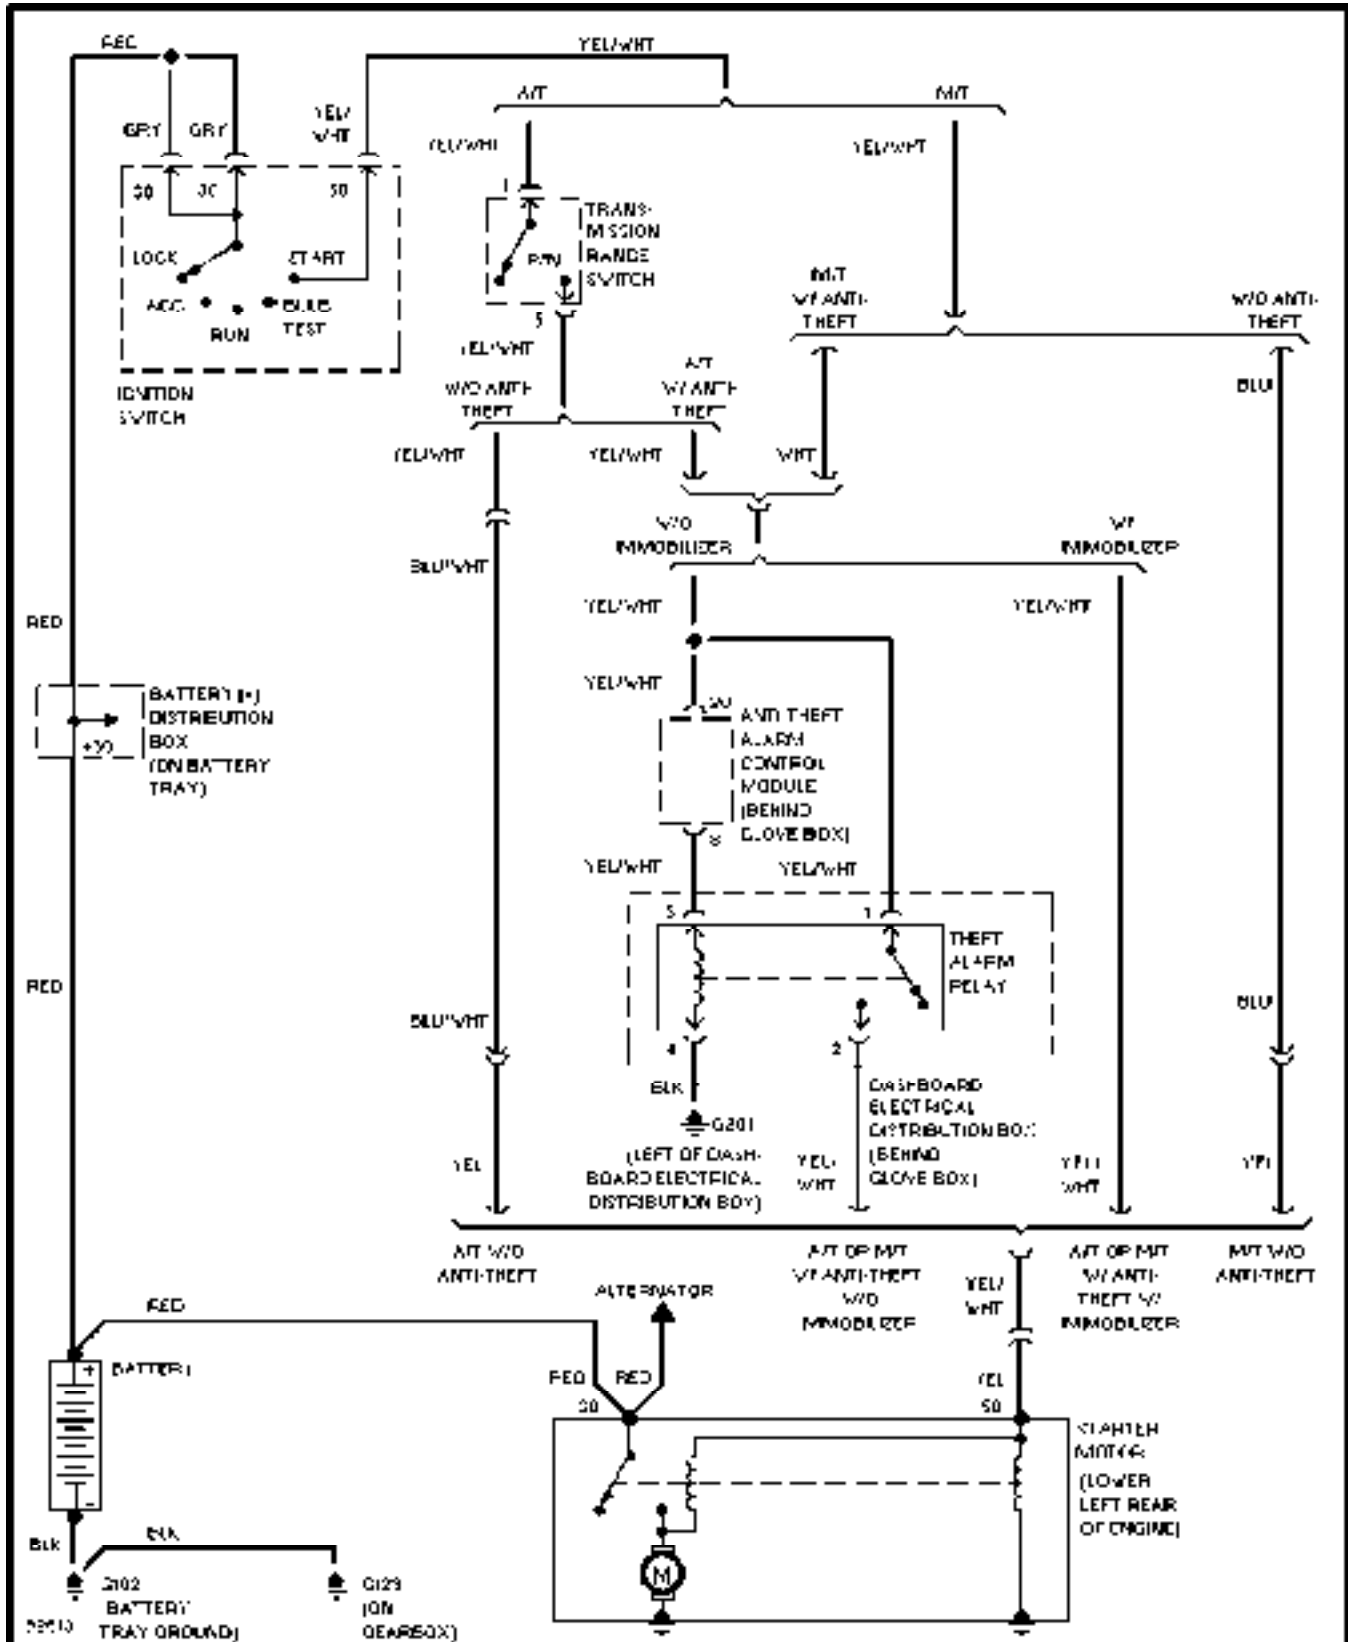 RED
YEL/WHT
A/T
M/T
GRY
GRY
YEL/
WHT
YEL/WHT
YEL/WHT
30
30
50
1
TRANS-
MISSION
RANGE
SWITCH
P/N
LOCK
START
ACC
RUN
BULB
TEST
IGNITION
SWITCH
5
YEL/WHT
M/T
W/ ANTI-
THEFT
W/O ANTI-
THEFT
W/O ANTI-
THEFT
A/T
W/ ANTI-
THEFT
BLU
YEL/WHT
YEL/WHT
WHT
W/O
IMMOBILIZER
W/
IMMOBILIZER
BLU/WHT
YEL/WHT
YEL/WHT
RED
YEL/WHT
BATTERY (+)
DISTRIBUTION
BOX
(ON BATTERY
TRAY)
+30
ANTI-THEFT
ALARM
CONTROL
MODULE
(BEHIND
GLOVE BOX)
8
YEL/WHT
YEL/WHT
1
THEFT
ALARM
RELAY
RED
BLU/WHT
BLU
4
2
BLK
G201
(LEFT OF DASH-
BOARD ELECTRICAL
DISTRIBUTION BOX)
DASHBOARD
ELECTRICAL
DISTRIBUTION BOX
(BEHIND
GLOVE BOX)
YEL
YEL/
WHT
YEL/
WHT
YEL
A/T W/O
ANTI-THEFT
A/T OR M/T
W/ ANTI-THEFT
W/O
IMMOBILIZER
YEL/
WHT
A/T OR M/T
W/ ANTI-
THEFT W/
IMMOBILIZER
M/T W/O
ANTI-THEFT
RED
ALTERNATOR
BATTERY
+
-
RED
RED
YEL
30
50
STARTER
MOTOR
(LOWER
LEFT REAR
OF ENGINE)
M
BLK
BLK
G102
(BATTERY
TRAY GROUND)
G123
(ON
GEARBOX)